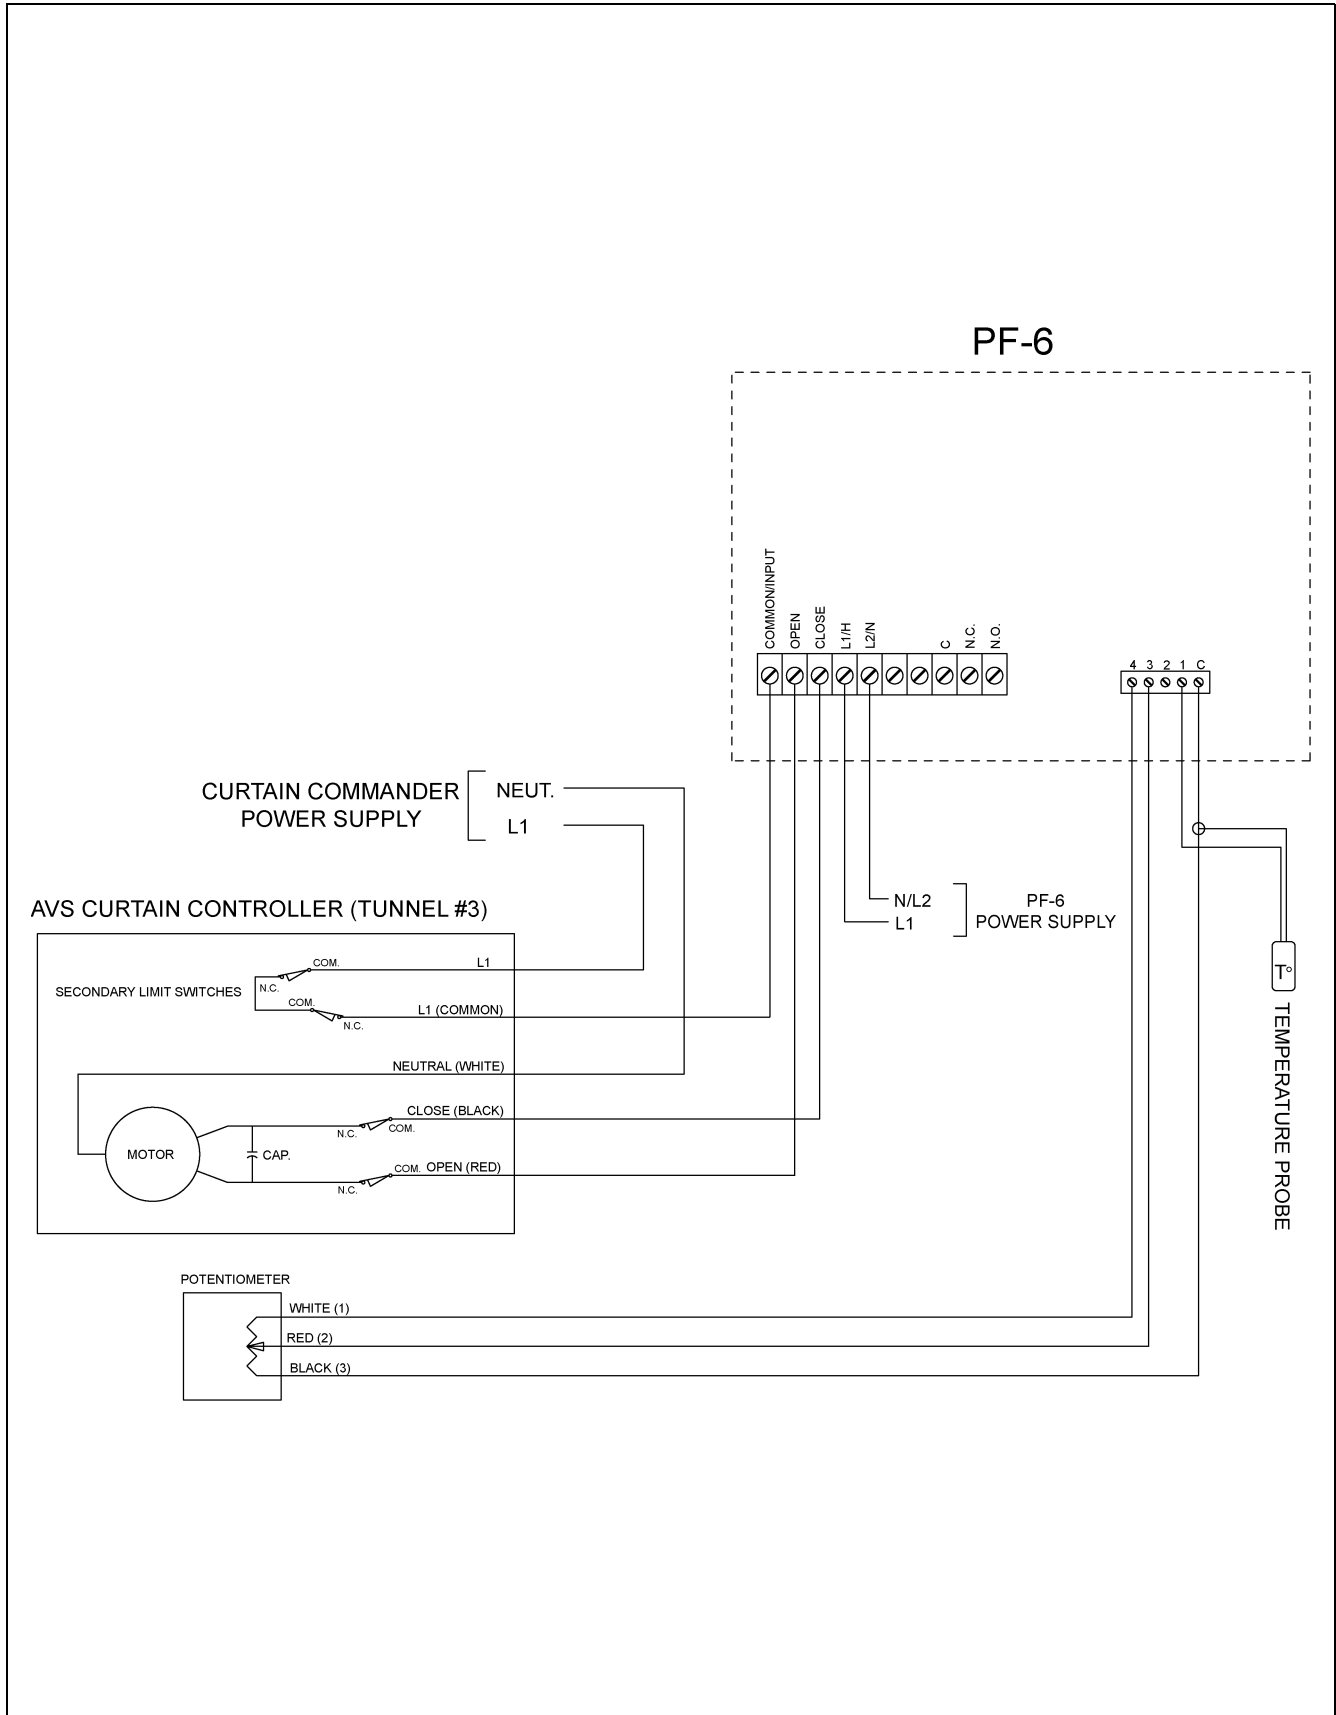 PF-6
COMMON/INPUT
OPEN
CLOSE
L1/H
L2/N
C
N.C.
N.O.
4 3 2 1 C
CURTAIN COMMANDER
POWER SUPPLY
NEUT.
L1
N/L2
L1
PF-6
POWER SUPPLY
AVS CURTAIN CONTROLLER (TUNNEL #3)
COM.
L1
N.C.
SECONDARY LIMIT SWITCHES
COM.
L1 (COMMON)
N.C.
NEUTRAL (WHITE)
CLOSE (BLACK)
N.C.
COM.
MOTOR
CAP.
COM.
OPEN (RED)
N.C.
T°
TEMPERATURE PROBE
POTENTIOMETER
WHITE (1)
RED (2)
BLACK (3)